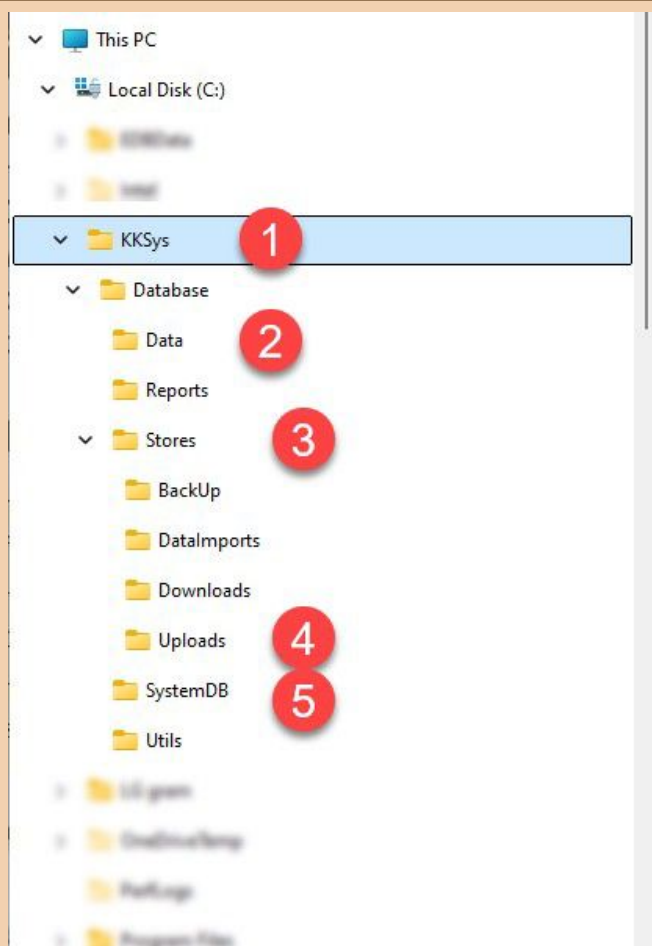 This PC
Local Disk (C:)
KKSys 1
Database
Data 2
Reports
Stores 3
BackUp
DataImports
Downloads
Uploads 4
SystemDB 5
Utils